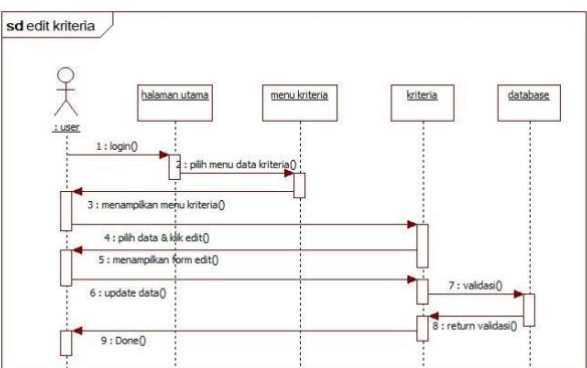 sd edit kriteria
: user
halaman utama
menu kriteria
kriteria
database
1 : login()
2 : pilih menu data kriteria()
3 : menampilkan menu kriteria()
4 : pilih data & klik edit()
5 : menampilkan form edit()
6 : update data()
7 : validasi()
8 : return validasi()
9 : Done()